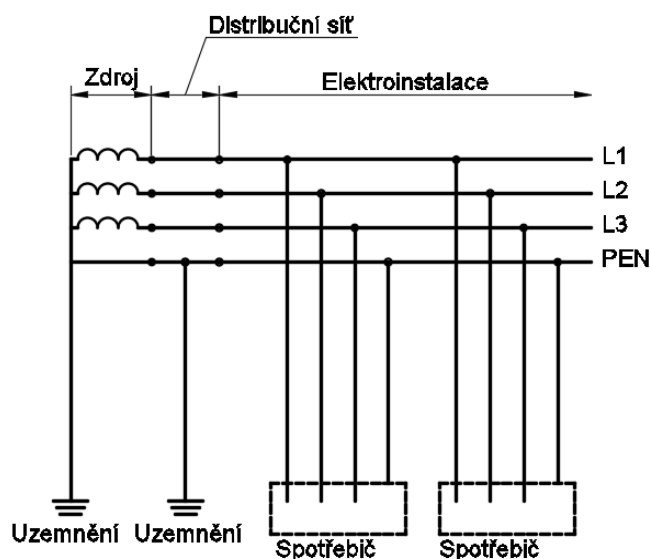 Distribuční síť
Zdroj
Elektroinstalace
L1
L2
L3
PEN
Uzemnění Uzemnění
Spotřebič
Spotřebič